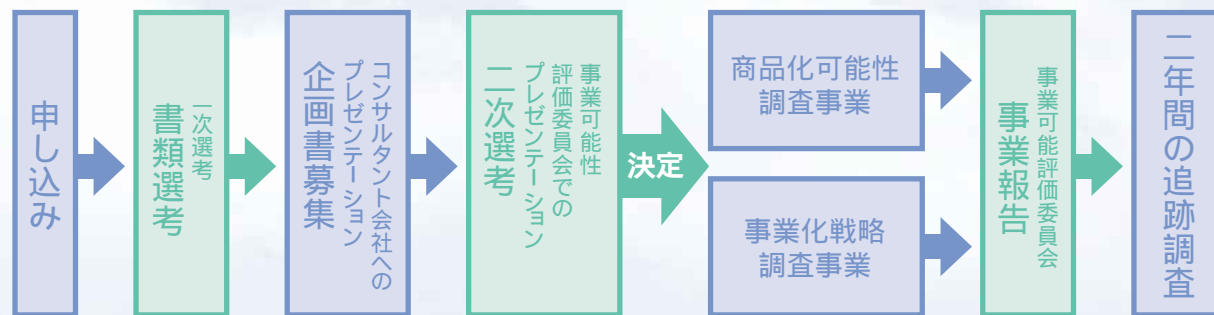 申し込み
一次選考
書類選考
コンサルタント会社への
プレゼンテーション
企画書募集
事業可能性
評価委員会での
プレゼンテーション
二次選考
決定
商品化可能性
調査事業
事業化戦略
調査事業
事業可能評価委員会
事業報告
二年間の追跡調査